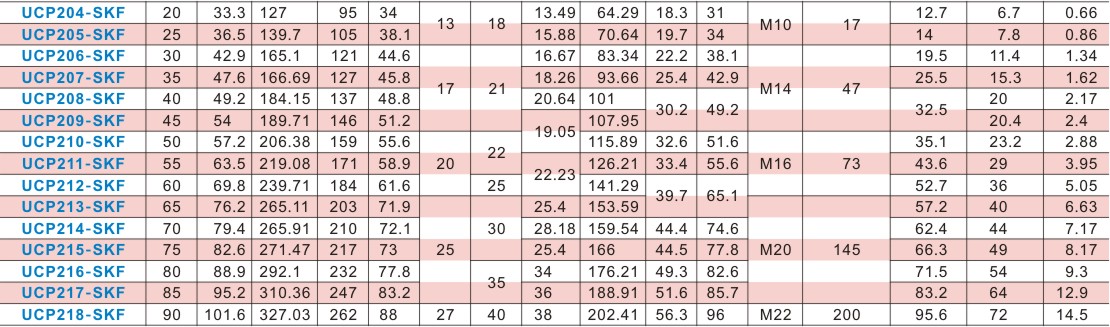 UCP204-SKF 20 33.3 127 95 34 13 18 13.49 64.29 18.3 31 M10 17 12.7 6.7 0.66
UCP205-SKF 25 36.5 139.7 105 38.1 15.88 70.64 19.7 34 14 7.8 0.86
UCP206-SKF 30 42.9 165.1 121 44.6 17 21 16.67 83.34 22.2 38.1 M14 47 19.5 11.4 1.34
UCP207-SKF 35 47.6 166.69 127 45.8 18.26 93.66 25.4 42.9 25.5 15.3 1.62
UCP208-SKF 40 49.2 184.15 137 48.8 20.64 101 30.2 49.2 32.5 20 2.17
UCP209-SKF 45 54 189.71 146 51.2 19.05 107.95 20.4 2.4
UCP210-SKF 50 57.2 206.38 159 55.6 20 22 115.89 32.6 51.6 M16 73 35.1 23.2 2.88
UCP211-SKF 55 63.5 219.08 171 58.9 22.23 126.21 33.4 55.6 43.6 29 3.95
UCP212-SKF 60 69.8 239.71 184 61.6 25 141.29 39.7 65.1 52.7 36 5.05
UCP213-SKF 65 76.2 265.11 203 71.9 25 30 25.4 153.59 M20 145 57.2 40 6.63
UCP214-SKF 70 79.4 265.91 210 72.1 28.18 159.54 44.4 74.6 62.4 44 7.17
UCP215-SKF 75 82.6 271.47 217 73 25.4 166 44.5 77.8 66.3 49 8.17
UCP216-SKF 80 88.9 292.1 232 77.8 35 34 176.21 49.3 82.6 71.5 54 9.3
UCP217-SKF 85 95.2 310.36 247 83.2 36 188.91 51.6 85.7 83.2 64 12.9
UCP218-SKF 90 101.6 327.03 262 88 27 40 38 202.41 56.3 96 M22 200 95.6 72 14.5